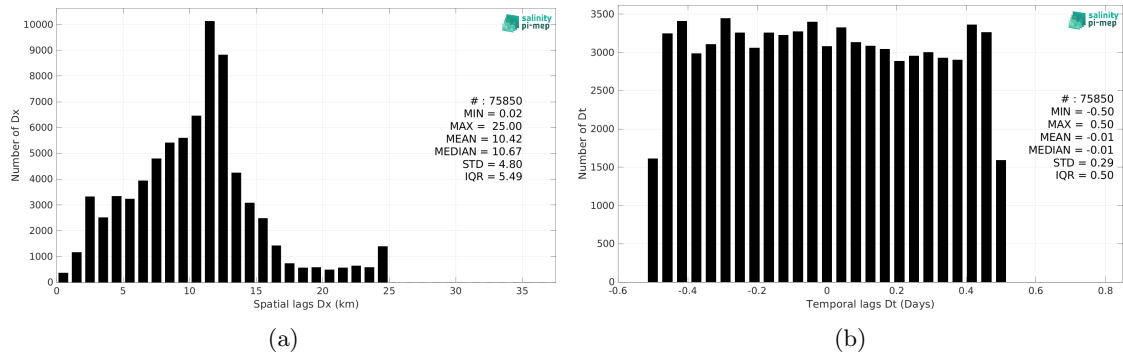 10000
9000
8000
7000
6000
5000
4000
3000
2000
1000
0
Number of Dx
0 5 10 15 20 25 30 35
Spatial lags Dx (km)
salinity
pi-mep
# : 75850
MIN = 0.02
MAX = 25.00
MEAN = 10.42
MEDIAN = 10.67
STD = 4.80
IQR = 5.49
(a)
3500
3000
2500
2000
1500
1000
500
0
Number of Dt
-0.6 -0.4 -0.2 0 0.2 0.4 0.6 0.8
Temporal lags Dt (Days)
salinity
pi-mep
# : 75850
MIN = -0.50
MAX = 0.50
MEAN = -0.01
MEDIAN = -0.01
STD = 0.29
IQR = 0.50
(b)